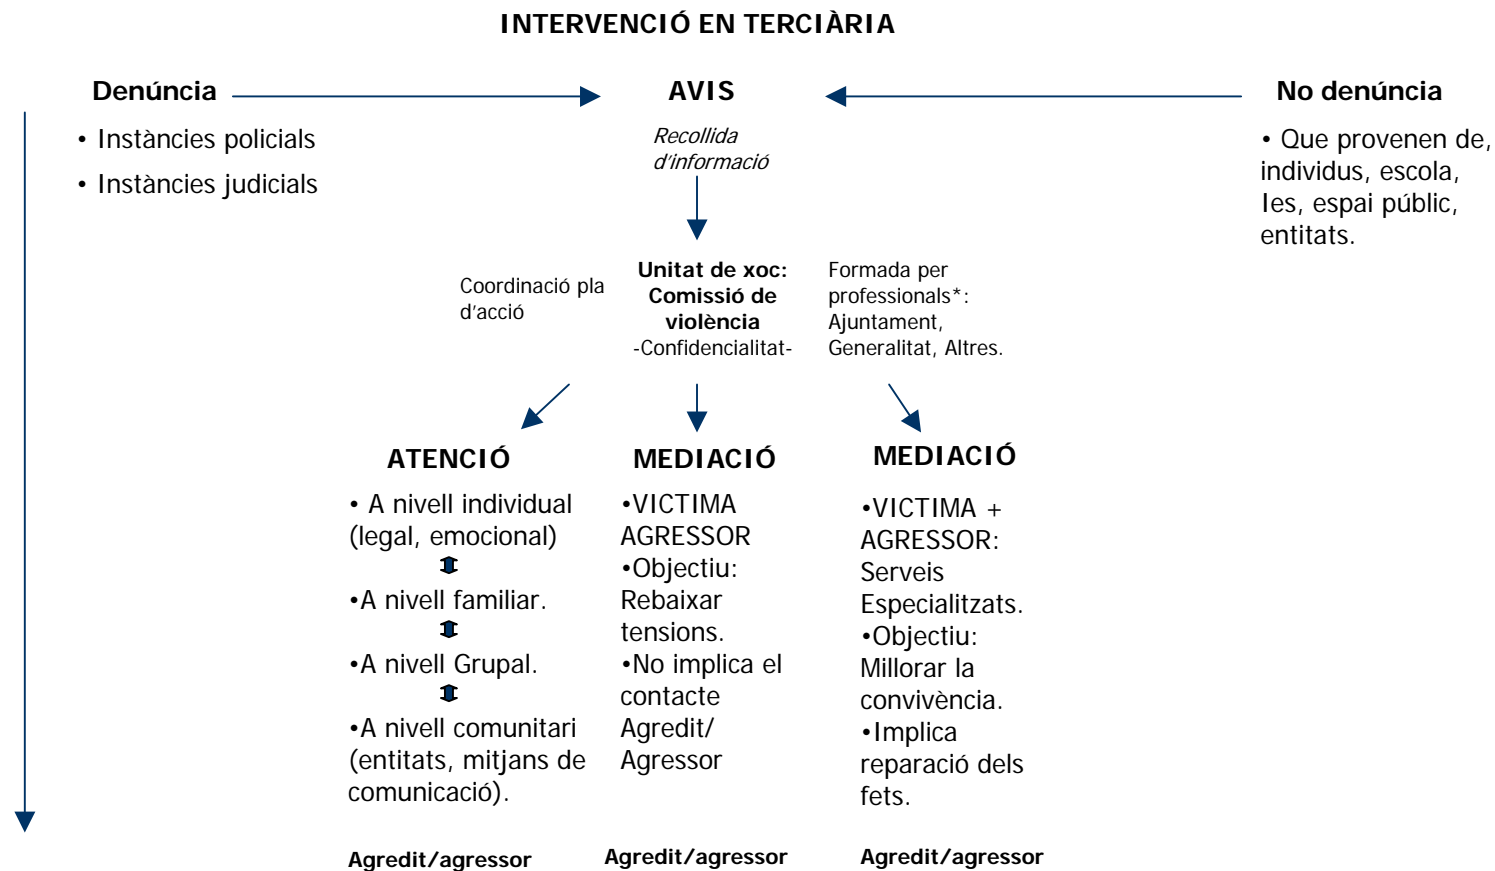 INTERVENCIÓ EN TERCIÀRIA
Denúncia
• Instàncies policials
• Instàncies judicials
AVIS
Recollida
d'informació
No denúncia
• Que provenen de,
individus, escola,
Ies, espai públic,
entitats.
Coordinació pla
d'acció
Unitat de xoc:
Comissió de
violència
-Confidencialitat-
Formada per
professionals*:
Ajuntament,
Generalitat, Altres.
ATENCIÓ
• A nivell individual
(legal, emocional)
•A nivell familiar.
•A nivell Grupal.
•A nivell comunitari
(entitats, mitjans de
comunicació).
Agredit/agressor
MEDIACIÓ
•VICTIMA
AGRESSOR
•Objectiu:
Rebaixar
tensions.
•No implica el
contacte
Agredit/
Agressor
Agredit/agressor
MEDIACIÓ
•VICTIMA +
AGRESSOR:
Serveis
Especialitzats.
•Objectiu:
Millorar la
convivència.
•Implica
reparació dels
fets.
Agredit/agressor